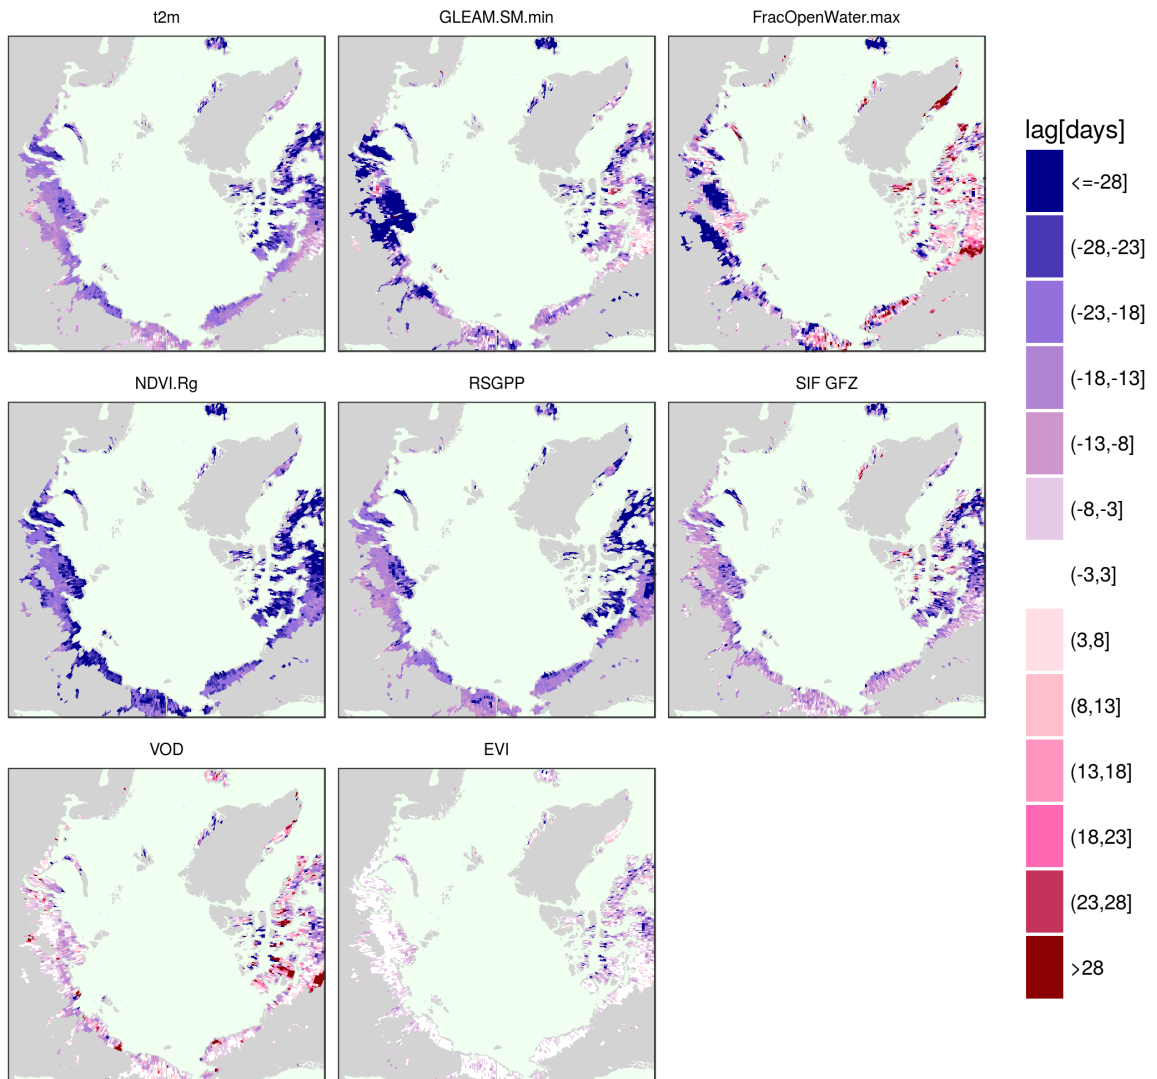 t2m
GLEAM.SM.min
FracOpenWater.max
NDVI.Rg
RSGPP
SIF GFZ
VOD
EVI
lag[days]
<=-28]
(-28,-23]
(-23,-18]
(-18,-13]
(-13,-8]
(-8,-3]
(-3,3]
(3,8]
(8,13]
(13,18]
(18,23]
(23,28]
>28